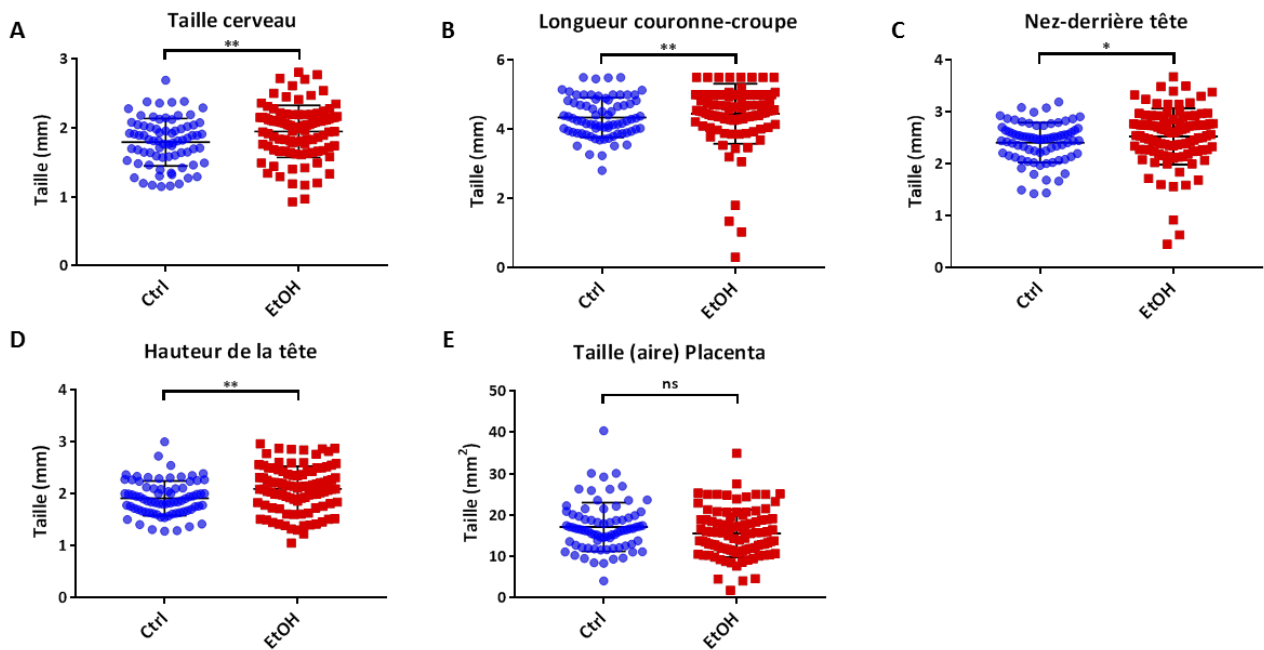 A
Taille cerveau
**
Taille (mm)
3
2
1
0
Ctrl
EtOH
B
Longueur couronne-croupe
**
Taille (mm)
6
4
2
0
Ctrl
EtOH
C
Nez-derrière tête
*
Taille (mm)
4
3
2
1
0
Ctrl
EtOH
D
Hauteur de la tête
**
Taille (mm)
4
3
2
1
0
Ctrl
EtOH
E
Taille (aire) Placenta
ns
Taille (mm²)
50
40
30
20
10
0
Ctrl
EtOH